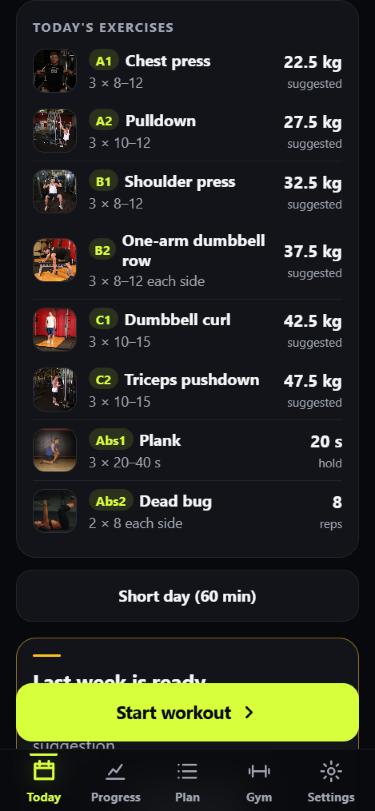 TODAY'S EXERCISES
A1 Chest press 22.5 kg
3 × 8–12 suggested
A2 Pulldown 27.5 kg
3 × 10–12 suggested
B1 Shoulder press 32.5 kg
3 × 8–12 suggested
B2 One-arm dumbbell row 37.5 kg
3 × 8–12 each side suggested
C1 Dumbbell curl 42.5 kg
3 × 10–15 suggested
C2 Triceps pushdown 47.5 kg
3 × 10–15 suggested
Abs1 Plank 20 s
3 × 20–40 s hold
Abs2 Dead bug 8
2 × 8 each side reps
Short day (60 min)
Last week is ready
Start workout
suggestion
Today Progress Plan Gym Settings